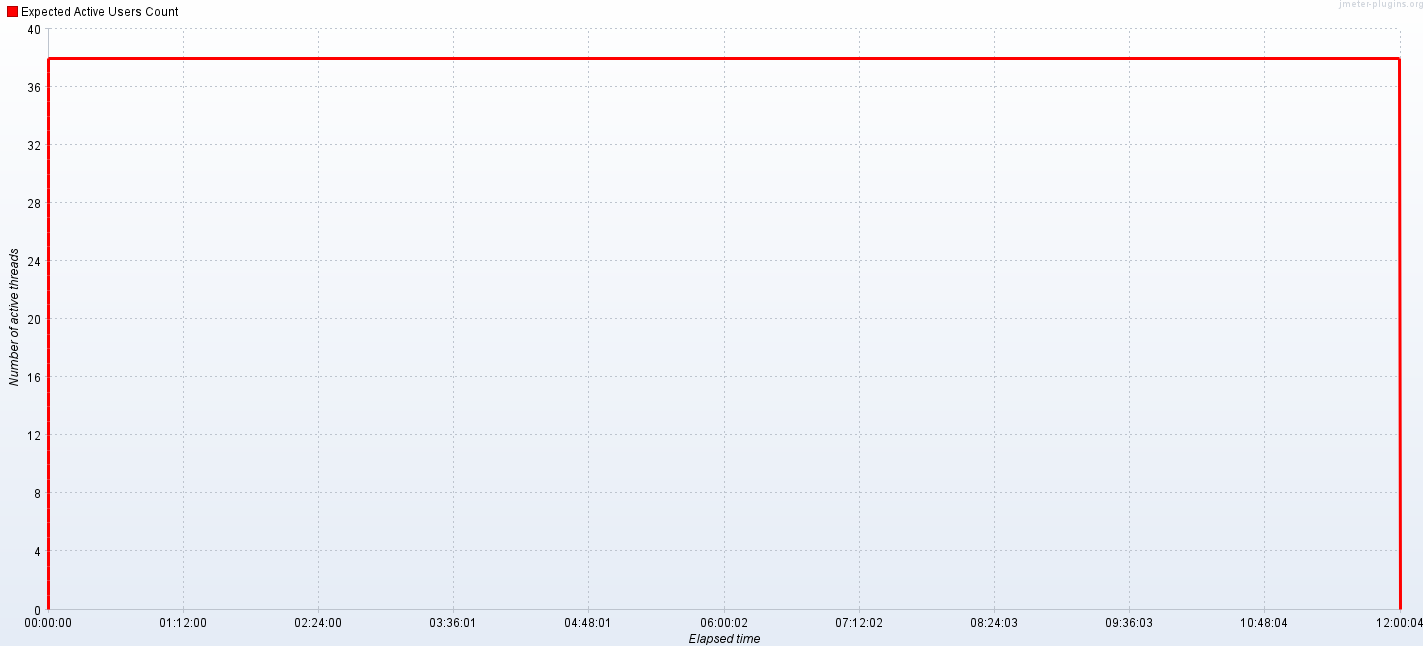 jmeter-plugins.org
Expected Active Users Count
40
36
32
28
24
20
16
12
8
4
0
Number of active threads
00:00:00 01:12:00 02:24:00 03:36:01 04:48:01 06:00:02 07:12:02 08:24:03 09:36:03 10:48:04 12:00:04
Elapsed time